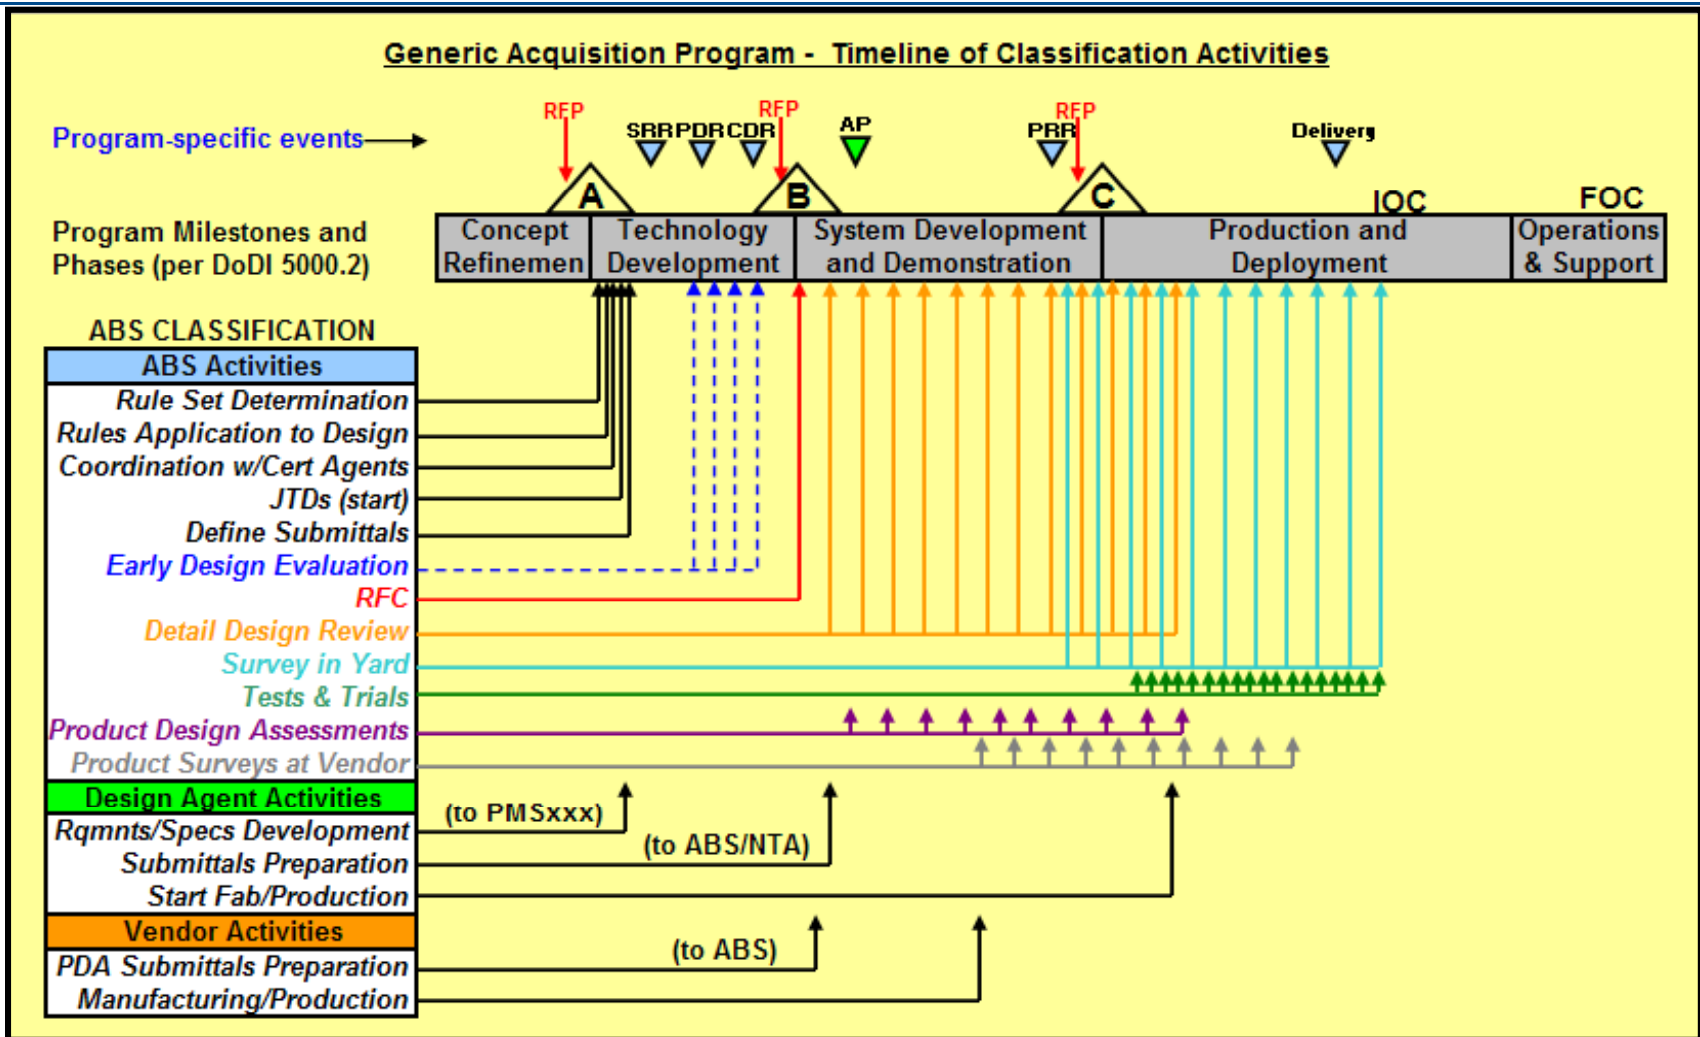 Generic Acquisition Program - Timeline of Classification Activities
RFP
RFP
RFP
SRR PDR CDR
AP
PRR
Delivery
Program-specific events
A
B
C
IOC
FOC
Program Milestones and
Phases (per DoDI 5000.2)
Concept
Refinemen
Technology
Development
System Development
and Demonstration
Production and
Deployment
Operations
& Support
ABS CLASSIFICATION
ABS Activities
Rule Set Determination
Rules Application to Design
Coordination w/Cert Agents
JTDs (start)
Define Submittals
Early Design Evaluation
RFC
Detail Design Review
Survey in Yard
Tests & Trials
Product Design Assessments
Product Surveys at Vendor
Design Agent Activities
Rqmnts/Specs Development
(to PMSxxx)
Submittals Preparation
(to ABS/NTA)
Start Fab/Production
Vendor Activities
PDA Submittals Preparation
(to ABS)
Manufacturing/Production